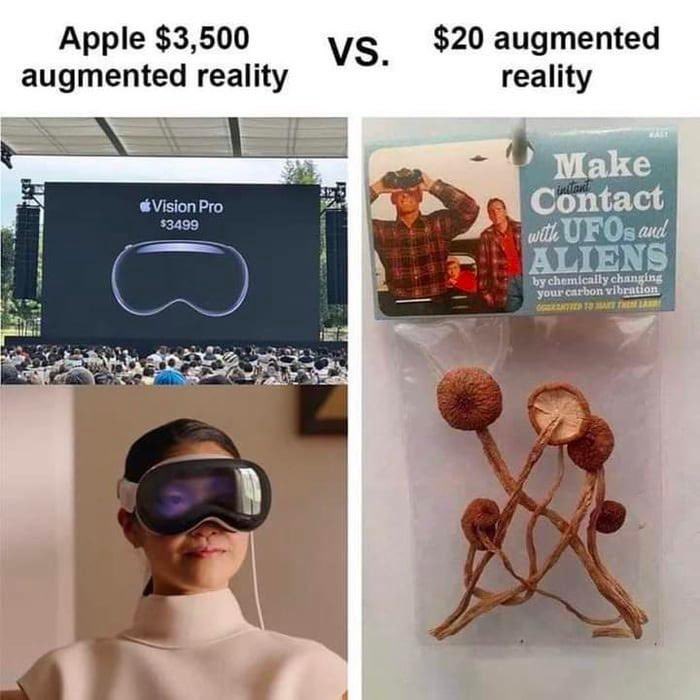 Apple $3,500
augmented reality
vs.
$20 augmented
reality
Vision Pro
$3499
Make
instant
Contact
with UFOs and
ALIENS
by chemically changing
your carbon vibration
GUARANTEED TO MAKE THEM LAND!